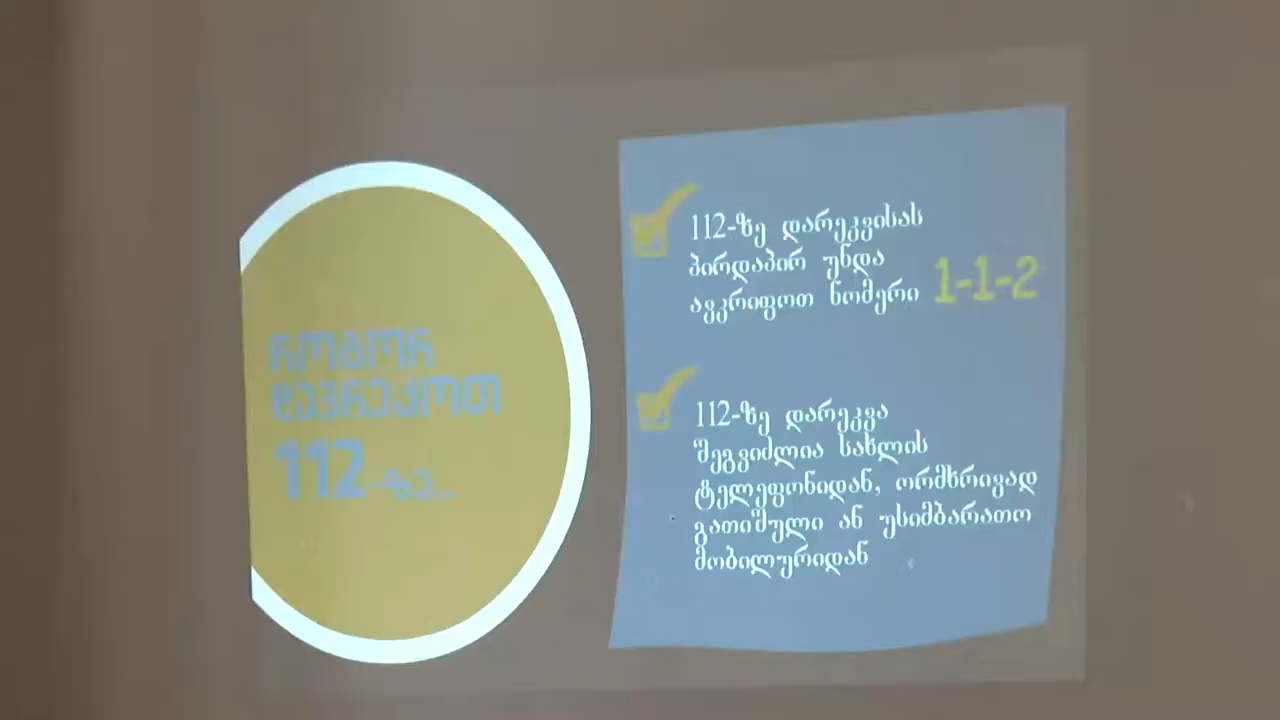 როგორ
დავრეკოთ
112-ზე...
112-ზე დარეკვისას
პირდაპირ უნდა
ავკრიფოთ ნომერი 1-1-2
112-ზე დარეკვა
შეგვიძლია სახლის
ტელეფონიდან, ორმხრივად
გათიშული ან უსიმბარათო
მობილურიდან